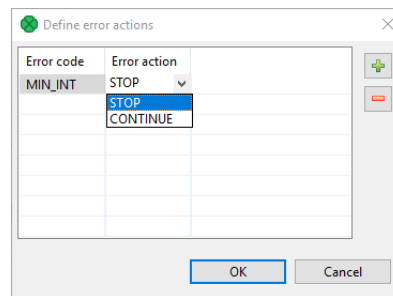 Define error actions
Error code Error action
MIN_INT STOP
STOP
CONTINUE
OK Cancel